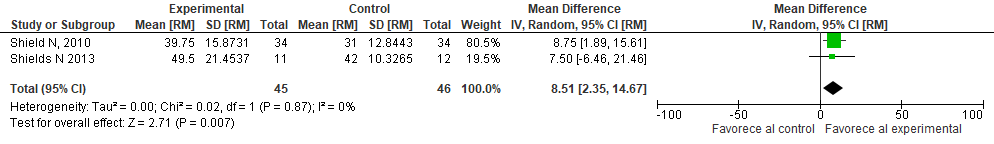 Experimental Control Mean Difference Mean Difference
Study or Subgroup Mean [RM] SD [RM] Total Mean [RM] SD [RM] Total Weight IV, Random, 95% CI [RM] IV, Random, 95% CI [RM]
Shield N, 2010 39.75 15.8731 34 31 12.8443 34 80.5% 8.75 [1.89, 15.61]
Shields N 2013 49.5 21.4537 11 42 10.3265 12 19.5% 7.50 [-6.46, 21.46]
Total (95% CI) 45 46 100.0% 8.51 [2.35, 14.67]
Heterogeneity: Tau² = 0.00; Chi² = 0.02, df = 1 (P = 0.87); I² = 0%
Test for overall effect: Z = 2.71 (P = 0.007)
-100 -50 0 50 100
Favorece al control Favorece al experimental